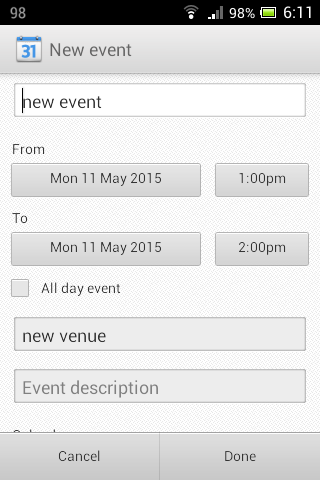 98 98% 6:11
31 New event
new event
From
Mon 11 May 2015 1:00pm
To
Mon 11 May 2015 2:00pm
All day event
new venue
Event description
Cancel Done